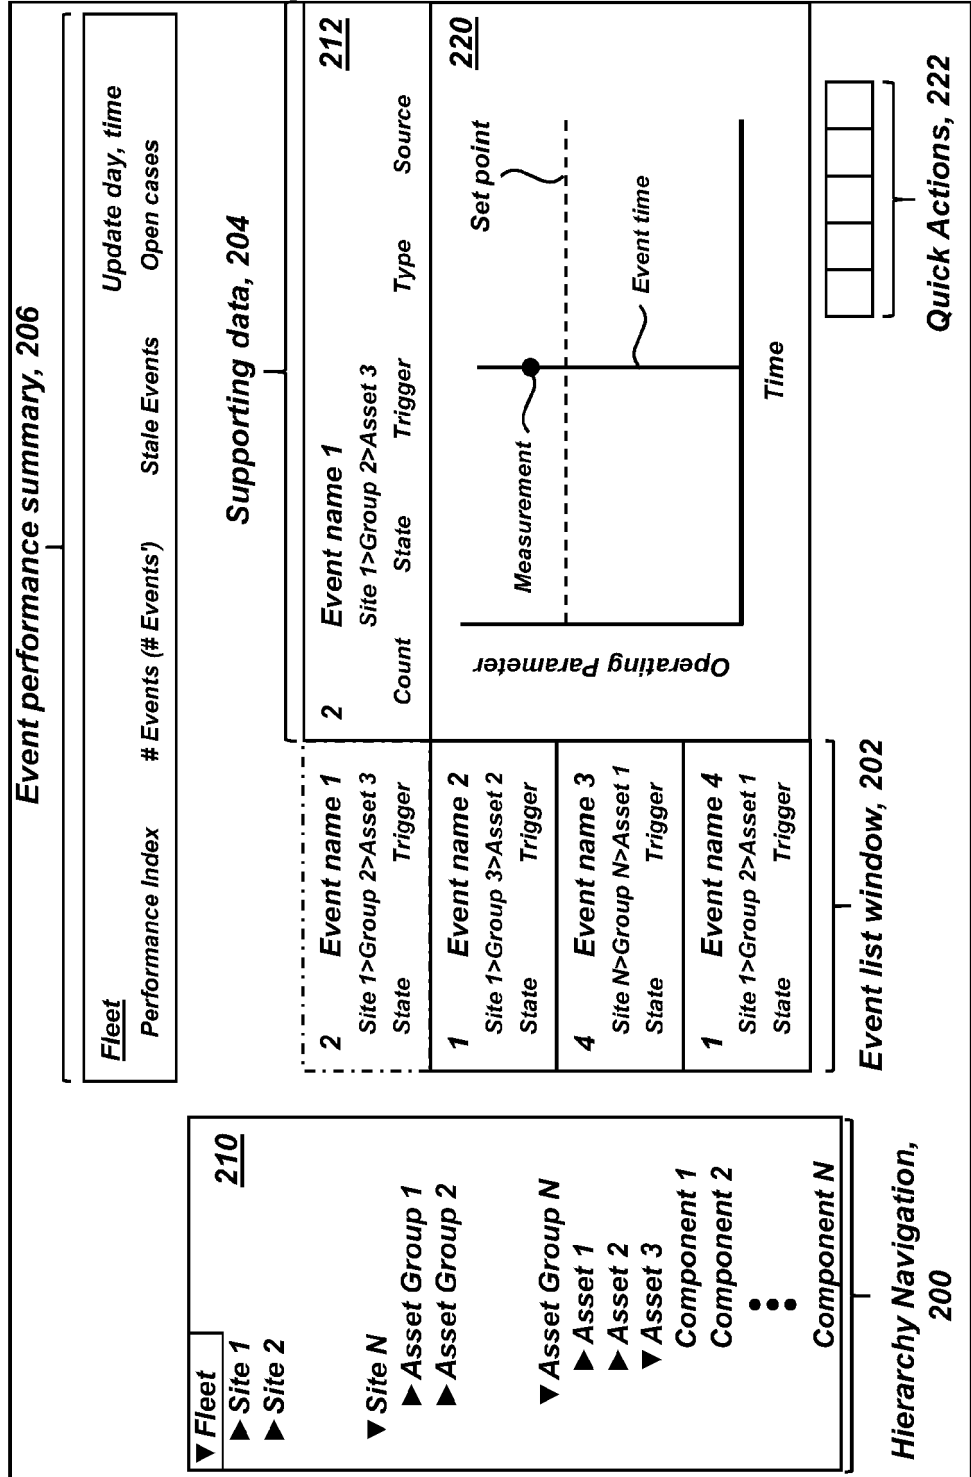 Event performance summary, 206
Fleet
Update day, time
Performance Index # Events (# Events') Stale Events Open cases
Supporting data, 204
210
▼Fleet
▶Site 1
▶Site 2
▼Site N
▶Asset Group 1
▶Asset Group 2
▼Asset Group N
▶Asset 1
▶Asset 2
▼Asset 3
Component 1
Component 2
Component N
Hierarchy Navigation,
200
2 Event name 1
Site 1>Group 2>Asset 3
State Trigger
1 Event name 2
Site 1>Group 3>Asset 2
State Trigger
4 Event name 3
Site N>Group N>Asset 1
State Trigger
1 Event name 4
Site 1>Group 2>Asset 1
State Trigger
Event list window, 202
2 Event name 1 212
Site 1>Group 2>Asset 3
Count State Trigger Type Source
220
Operating Parameter
Measurement
Set point
Event time
Time
Quick Actions, 222